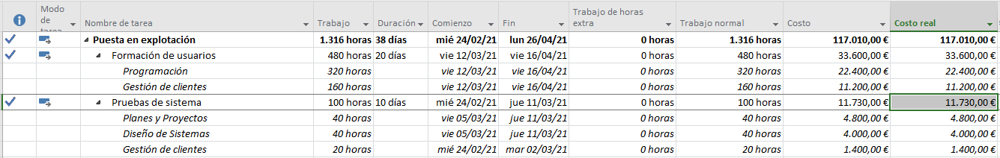 Modo de tarea Nombre de tarea Trabajo Duración Comienzo Fin Trabajo de horas extra Trabajo normal Costo Costo real
Puesta en explotación 1.316 horas 38 días mié 24/02/21 lun 26/04/21 0 horas 1.316 horas 117.010,00 € 117.010,00 €
Formación de usuarios 480 horas 20 días vie 12/03/21 vie 16/04/21 0 horas 480 horas 33.600,00 € 33.600,00 €
Programación 320 horas vie 12/03/21 vie 16/04/21 0 horas 320 horas 22.400,00 € 22.400,00 €
Gestión de clientes 160 horas vie 12/03/21 vie 16/04/21 0 horas 160 horas 11.200,00 € 11.200,00 €
Pruebas de sistema 100 horas 10 días mié 24/02/21 jue 11/03/21 0 horas 100 horas 11.730,00 € 11.730,00 €
Planes y Proyectos 40 horas vie 05/03/21 jue 11/03/21 0 horas 40 horas 4.800,00 € 4.800,00 €
Diseño de Sistemas 40 horas vie 05/03/21 jue 11/03/21 0 horas 40 horas 4.000,00 € 4.000,00 €
Gestión de clientes 20 horas mié 24/02/21 mar 02/03/21 0 horas 20 horas 1.400,00 € 1.400,00 €